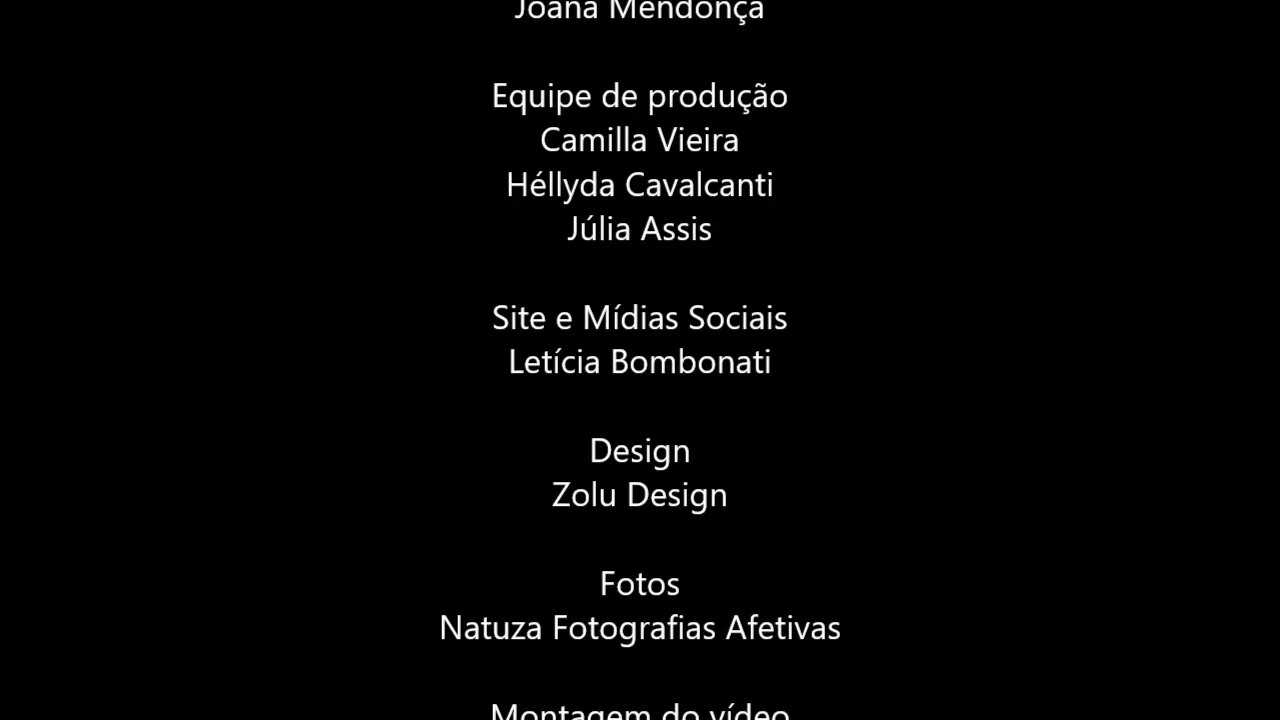 Joana Mendonça
Equipe de produção
Camilla Vieira
Héllyda Cavalcanti
Júlia Assis
Site e Mídias Sociais
Letícia Bombonati
Design
Zolu Design
Fotos
Natuza Fotografias Afetivas
Montagem do vídeo